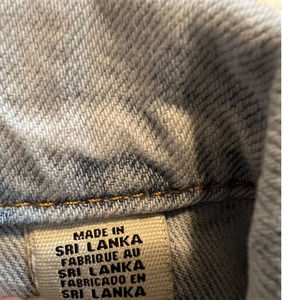 MADE IN
SRI LANKA
FABRIQUE AU
SRI LANKA
FABRICADO EN
SRI LANKA